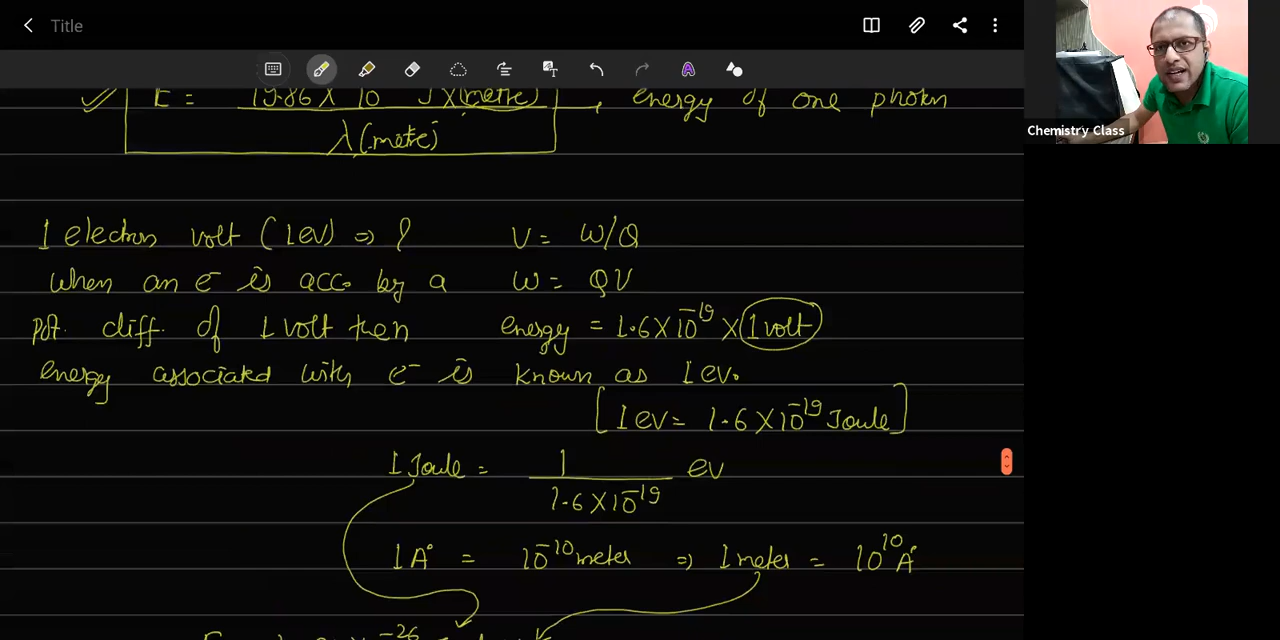 Title
Chemistry Class
E = 19.86 X 10 J X (metre) , energy of one photon
λ (metre)
1 electron volt (1ev) ⇒ ? V = W/Q
when an e⁻ is acc. by a W = QV
pot. diff. of 1 volt then energy = 1.6 X 10⁻¹⁹ X 1 volt
energy associated with e⁻ is known as 1ev.
[1 ev = 1.6 X 10⁻¹⁹ Joule]
1 Joule = 1 / 1.6 X 10⁻¹⁹ ev
1 A° = 10⁻¹⁰ meter ⇒ 1 meter = 10¹⁰ A°